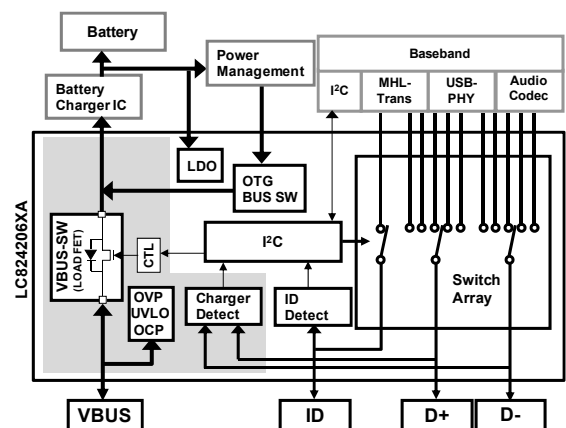 Battery
Battery
Charger IC
Power
Management
Baseband
I²C
MHL-
Trans
USB-
PHY
Audio
Codec
LC824206XA
LDO
OTG
BUS SW
VBUS-SW
(LOAD FET)
CTL
I²C
Switch
Array
OVP
UVLO
OCP
Charger
Detect
ID
Detect
VBUS
ID
D+
D-